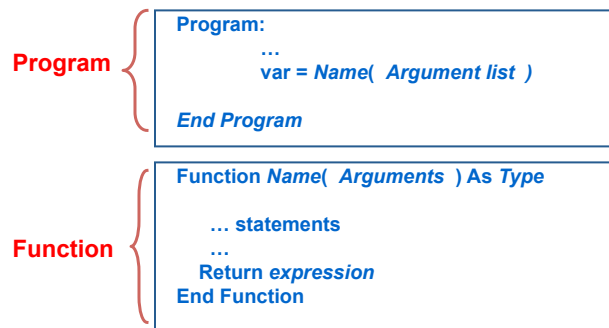 Program
Program:
...
var = Name( Argument list )
End Program
Function
Function Name( Arguments ) As Type
... statements
...
Return expression
End Function